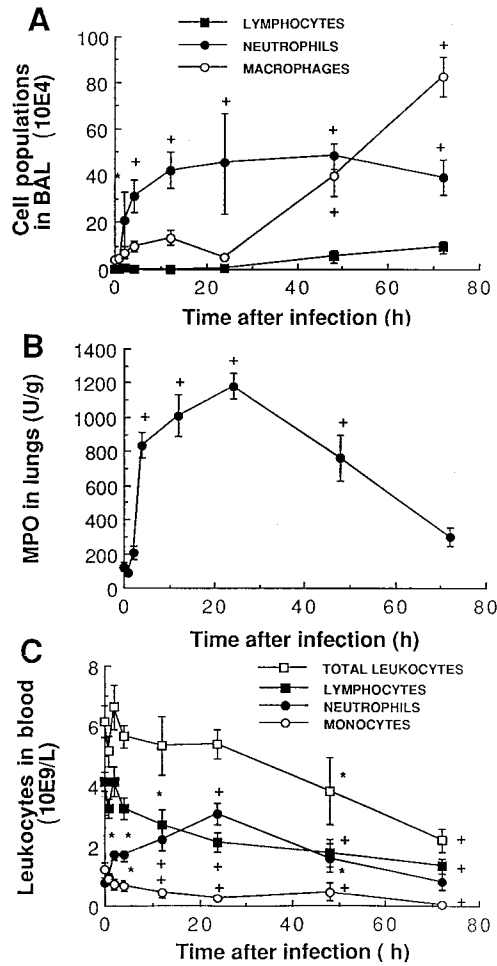 A
LYMPHOCYTES
NEUTROPHILS
MACROPHAGES
Cell populations
in BAL (10E4)
100
80
60
40
20
0
* + + + + + + +
0 20 40 60 80
Time after infection (h)
B
MPO in lungs (U/g)
1400
1200
1000
800
600
400
200
0
+ + + +
0 20 40 60 80
Time after infection (h)
C
TOTAL LEUKOCYTES
LYMPHOCYTES
NEUTROPHILS
MONOCYTES
Leukocytes in blood
(10E9/L)
8
6
4
2
0
* * * * + + + + + + * + * + + + +
0 20 40 60 80
Time after infection ( h)